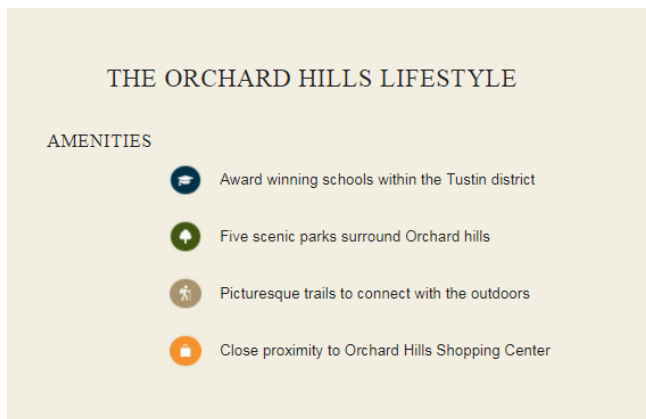 THE ORCHARD HILLS LIFESTYLE
AMENITIES
Award winning schools within the Tustin district
Five scenic parks surround Orchard hills
Picturesque trails to connect with the outdoors
Close proximity to Orchard Hills Shopping Center